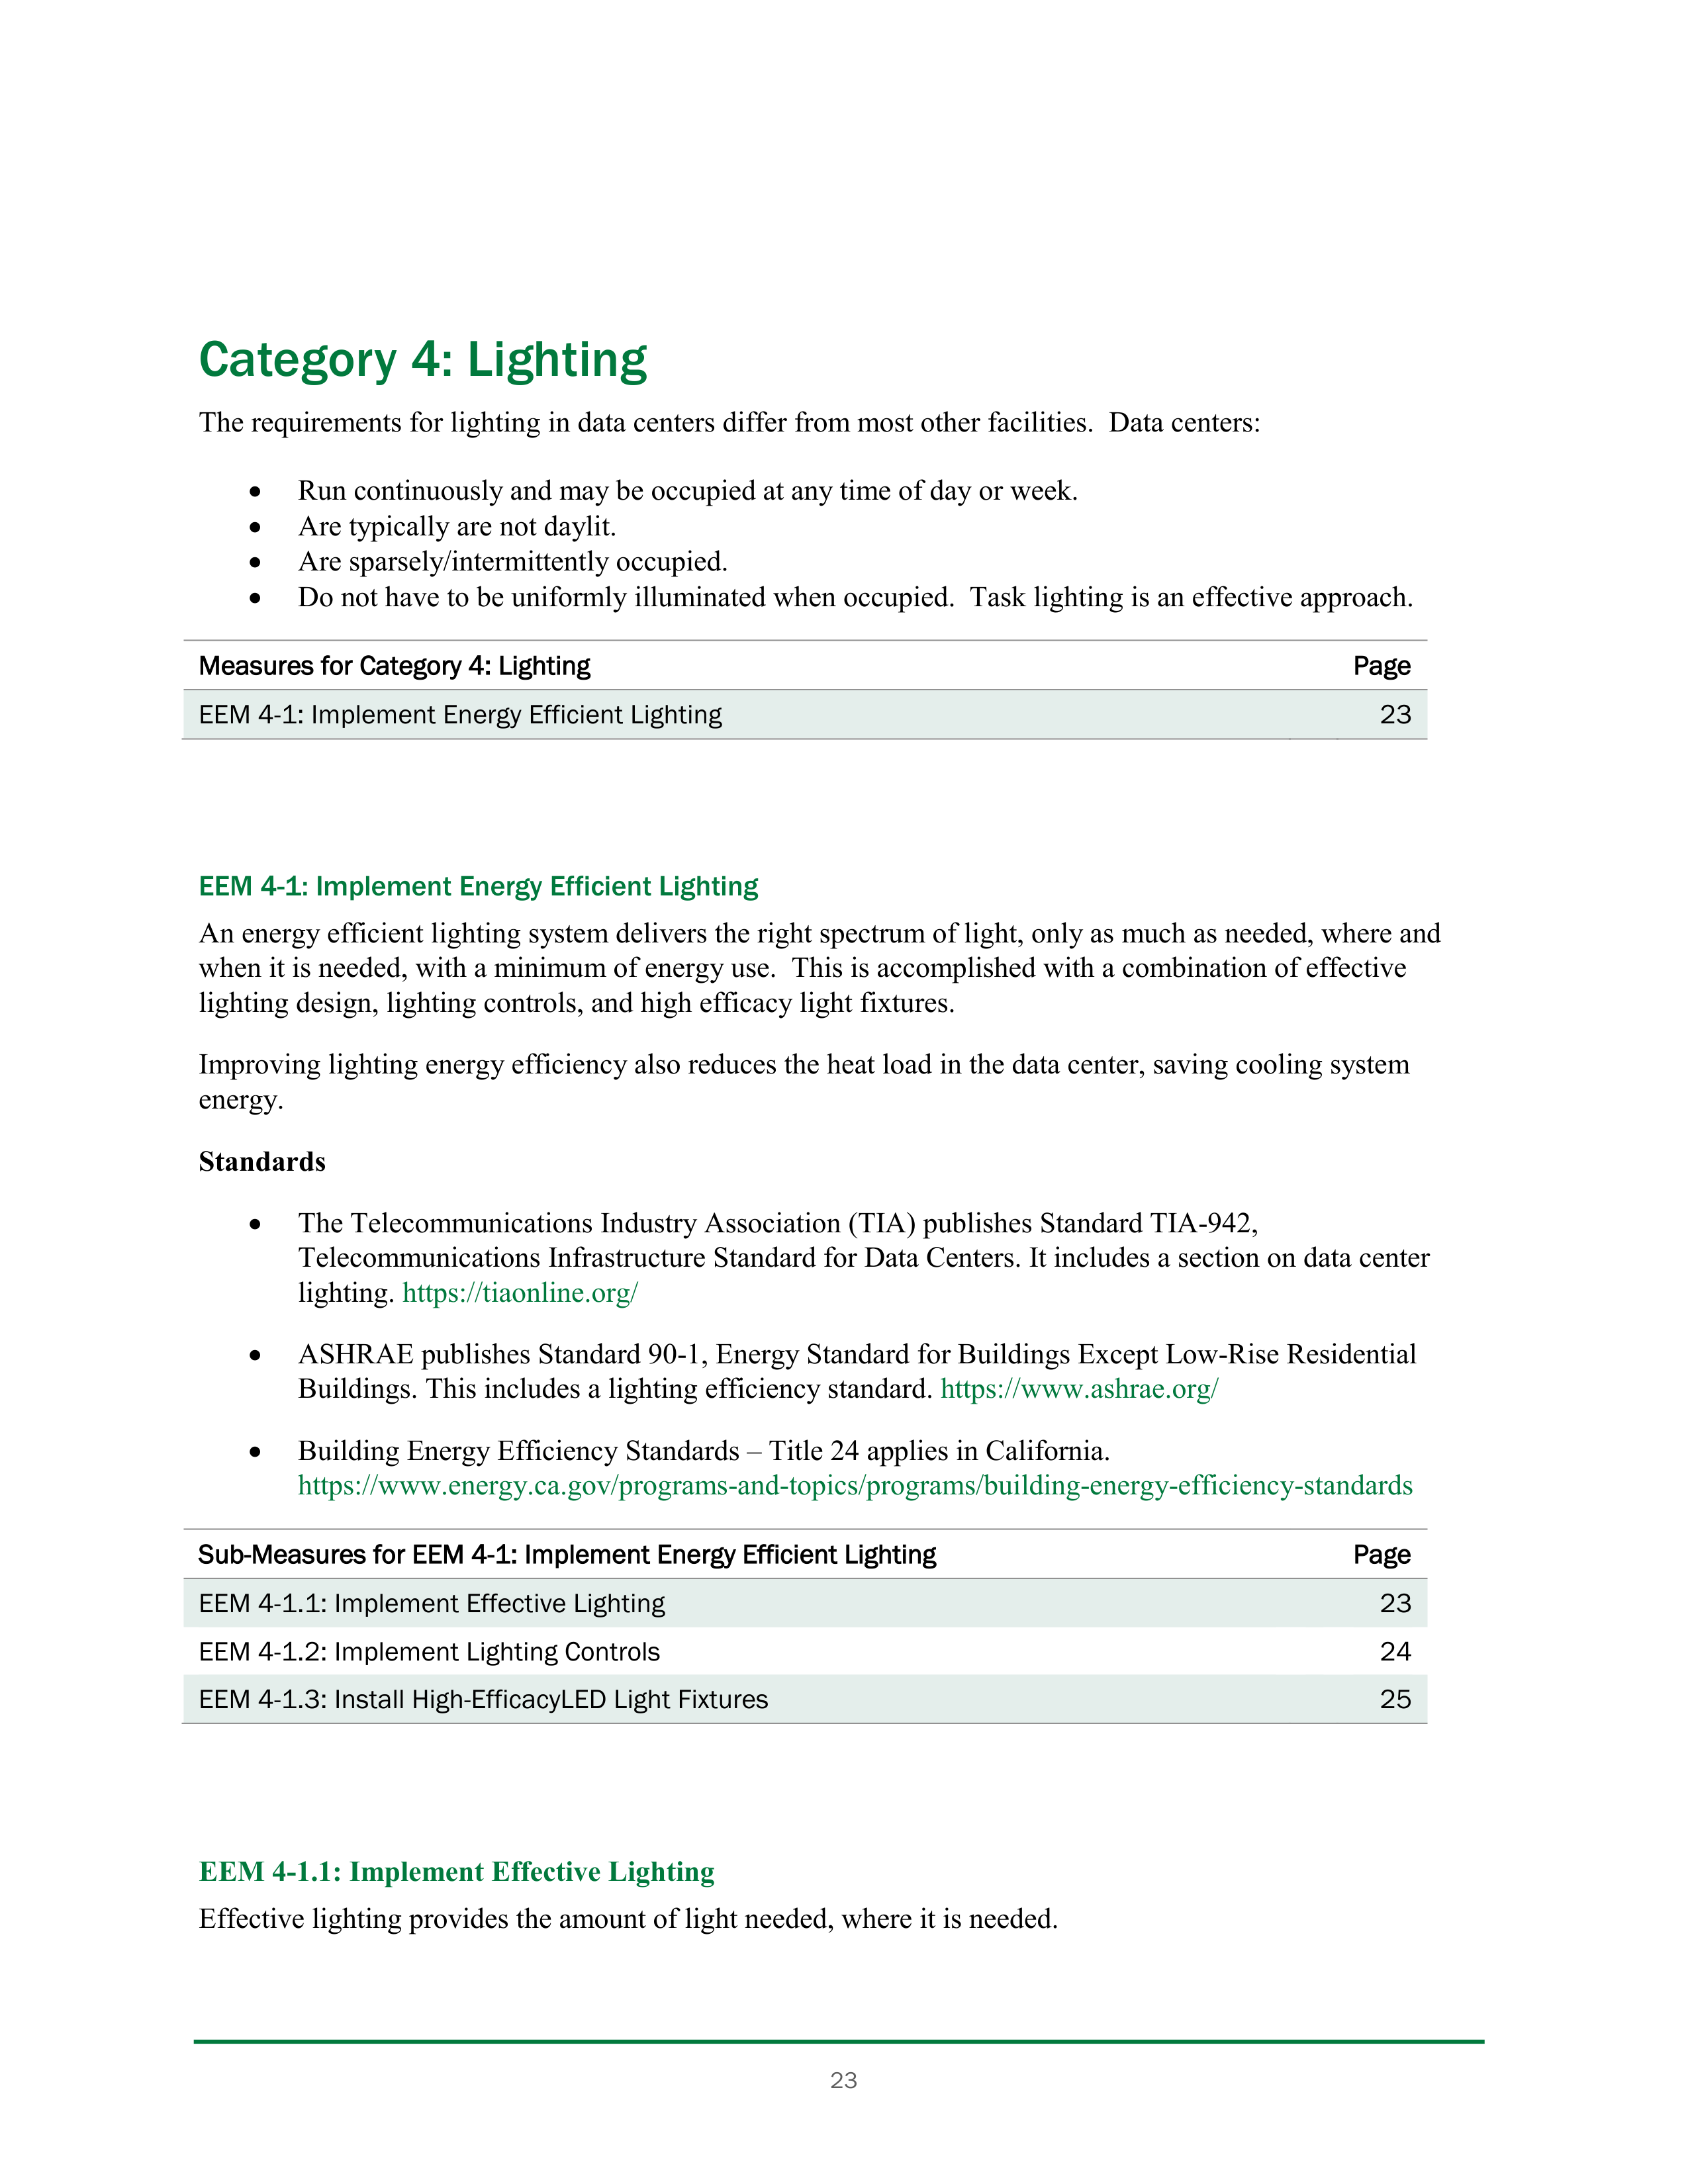 Category 4: Lighting
The requirements for lighting in data centers differ from most other facilities.  Data centers:
• Run continuously and may be occupied at any time of day or week.
• Are typically are not daylit.
• Are sparsely/intermittently occupied.
• Do not have to be uniformly illuminated when occupied.  Task lighting is an effective approach.
Measures for Category 4: Lighting Page
EEM 4-1: Implement Energy Efficient Lighting 23
EEM 4-1: Implement Energy Efficient Lighting
An energy efficient lighting system delivers the right spectrum of light, only as much as needed, where and
when it is needed, with a minimum of energy use.  This is accomplished with a combination of effective
lighting design, lighting controls, and high efficacy light fixtures.
Improving lighting energy efficiency also reduces the heat load in the data center, saving cooling system
energy.
Standards
• The Telecommunications Industry Association (TIA) publishes Standard TIA-942,
Telecommunications Infrastructure Standard for Data Centers. It includes a section on data center
lighting. https://tiaonline.org/
• ASHRAE publishes Standard 90-1, Energy Standard for Buildings Except Low-Rise Residential
Buildings. This includes a lighting efficiency standard. https://www.ashrae.org/
• Building Energy Efficiency Standards – Title 24 applies in California.
https://www.energy.ca.gov/programs-and-topics/programs/building-energy-efficiency-standards
Sub-Measures for EEM 4-1: Implement Energy Efficient Lighting Page
EEM 4-1.1: Implement Effective Lighting 23
EEM 4-1.2: Implement Lighting Controls 24
EEM 4-1.3: Install High-EfficacyLED Light Fixtures 25
EEM 4-1.1: Implement Effective Lighting
Effective lighting provides the amount of light needed, where it is needed.
23